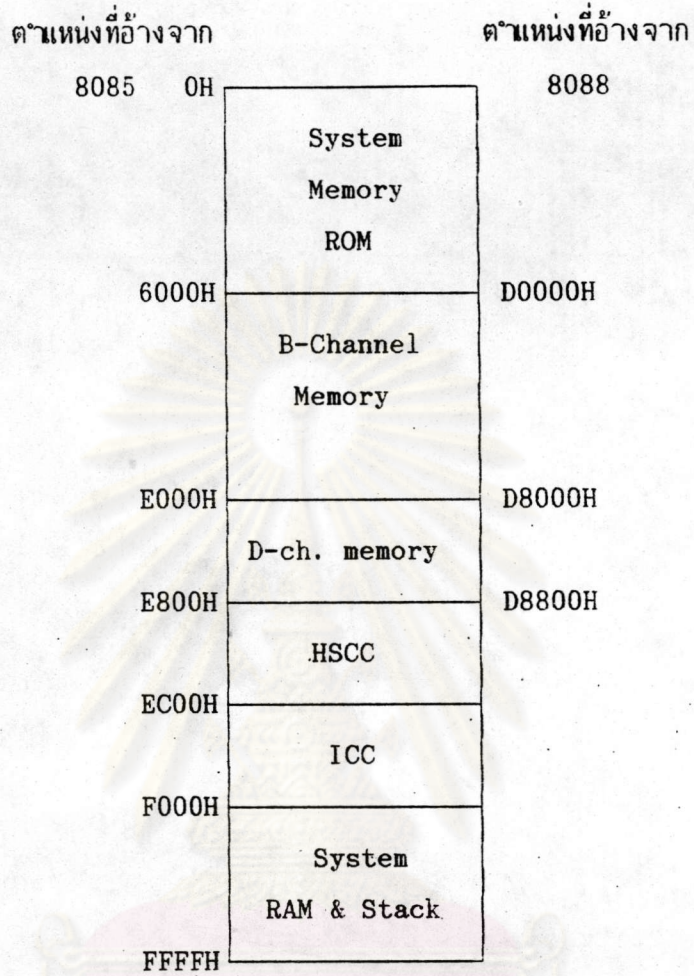 ตำแหน่งที่อ้างจาก ตำแหน่งที่อ้างจาก
8085 0H 8088
System
Memory
ROM
6000H D0000H
B-Channel
Memory
E000H D8000H
D-ch. memory
E800H D8800H
HSCC
EC00H
ICC
F000H
System
RAM & Stack
FFFFH